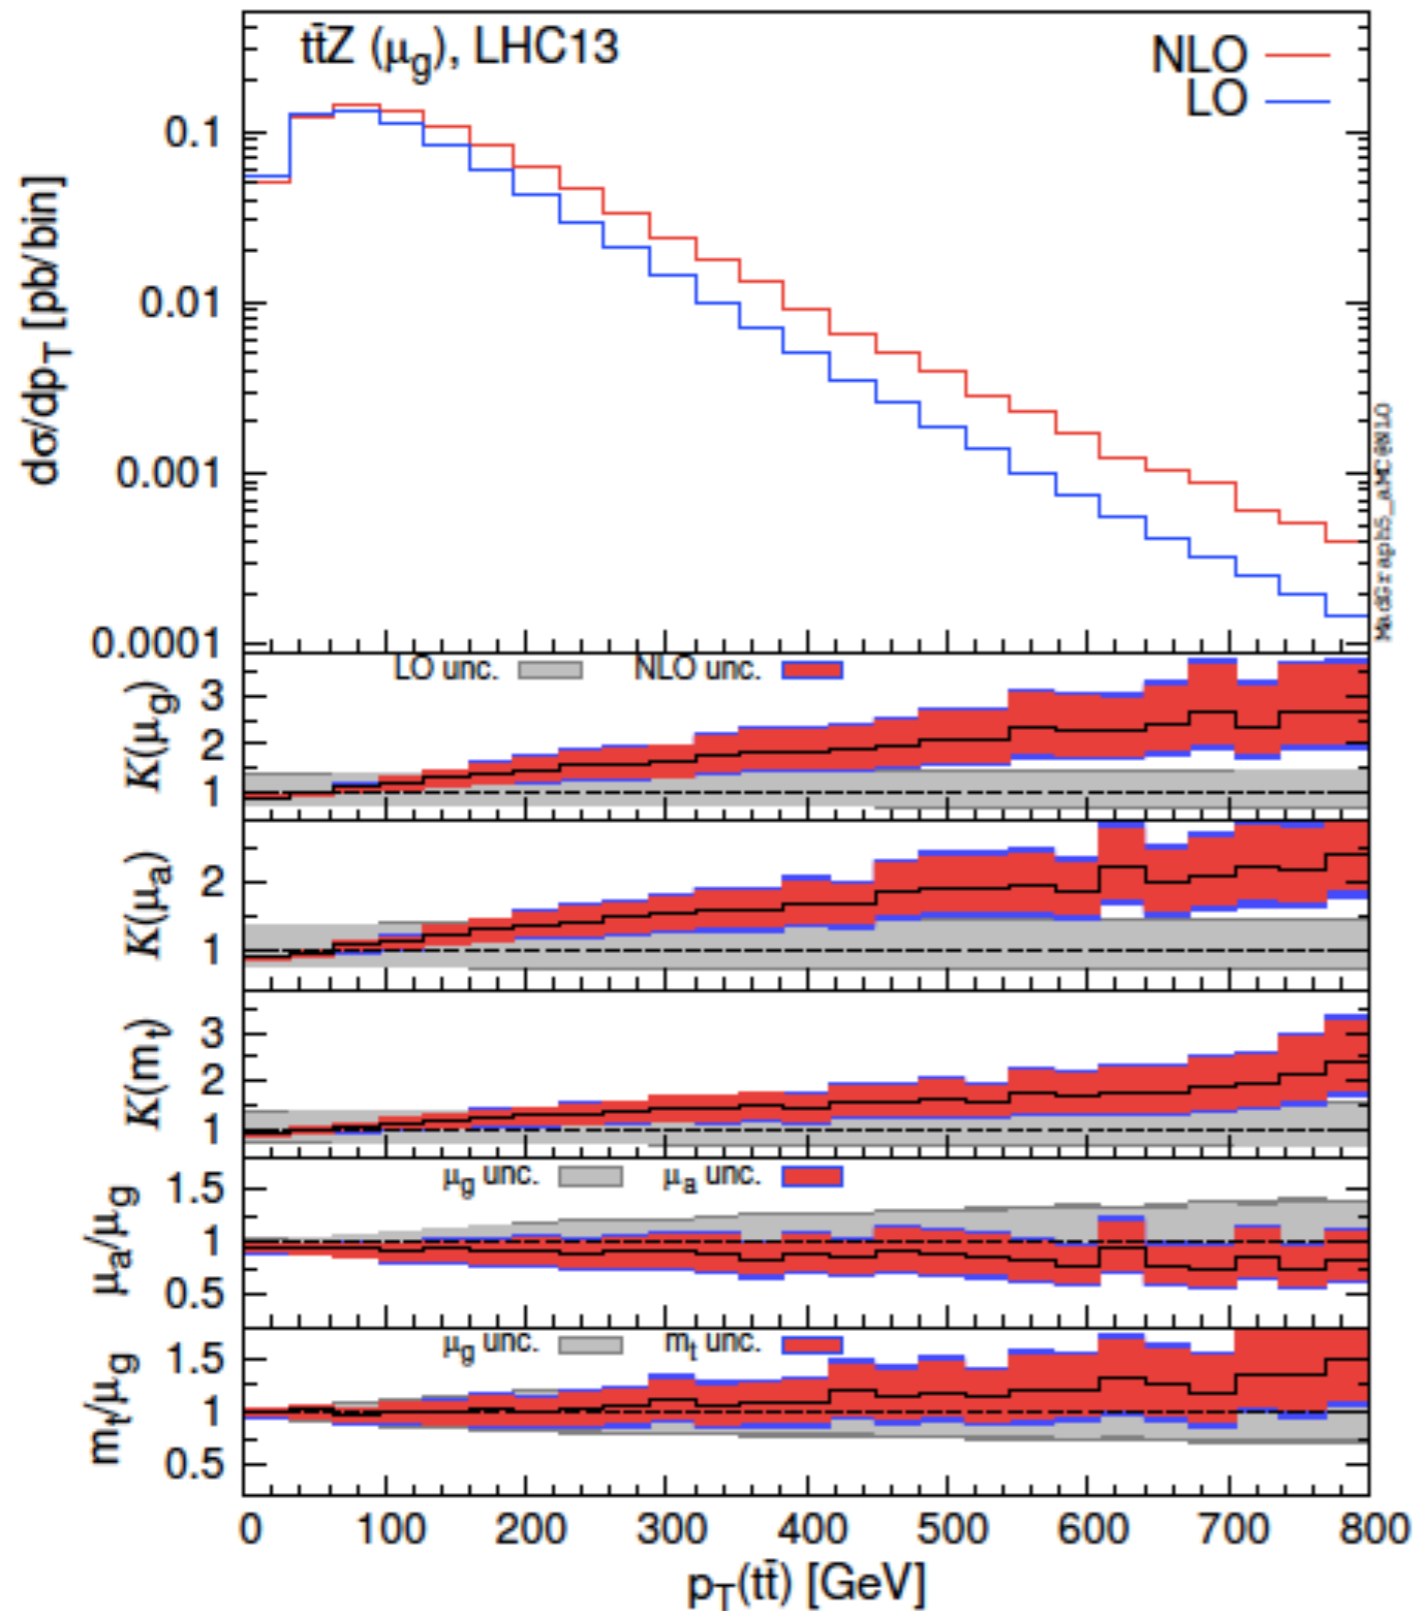 tt̄Z (μg), LHC13
NLO
LO
0.1
0.01
0.001
0.0001
dσ/dpT [pb/bin]
MadGraph5_aMC@NLO
LO unc.
NLO unc.
3
2
1
K(μg)
2
1
K(μa)
3
2
1
K(mt)
μg unc.
μa unc.
1.5
1
0.5
μa/μg
μg unc.
mt unc.
1.5
1
0.5
mt/μg
0 100 200 300 400 500 600 700 800
pT(tt̄) [GeV]